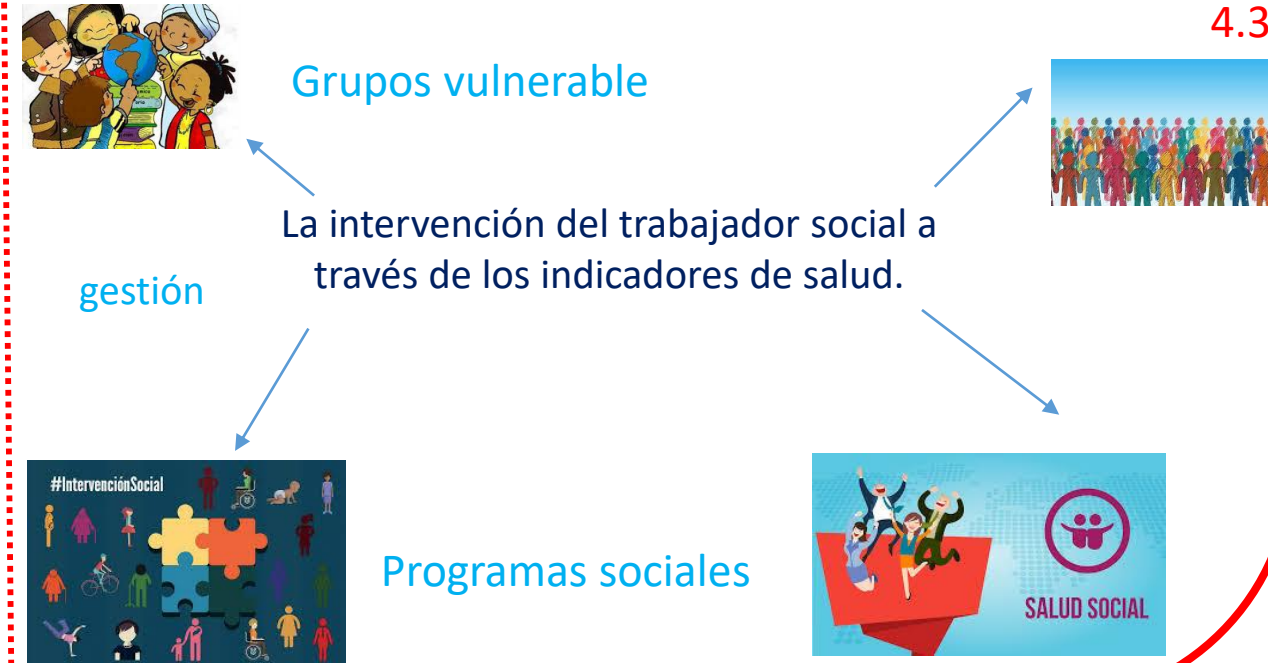 4.3
Grupos vulnerable
La intervención del trabajador social a
través de los indicadores de salud.
gestión
#IntervenciónSocial
Programas sociales
SALUD SOCIAL